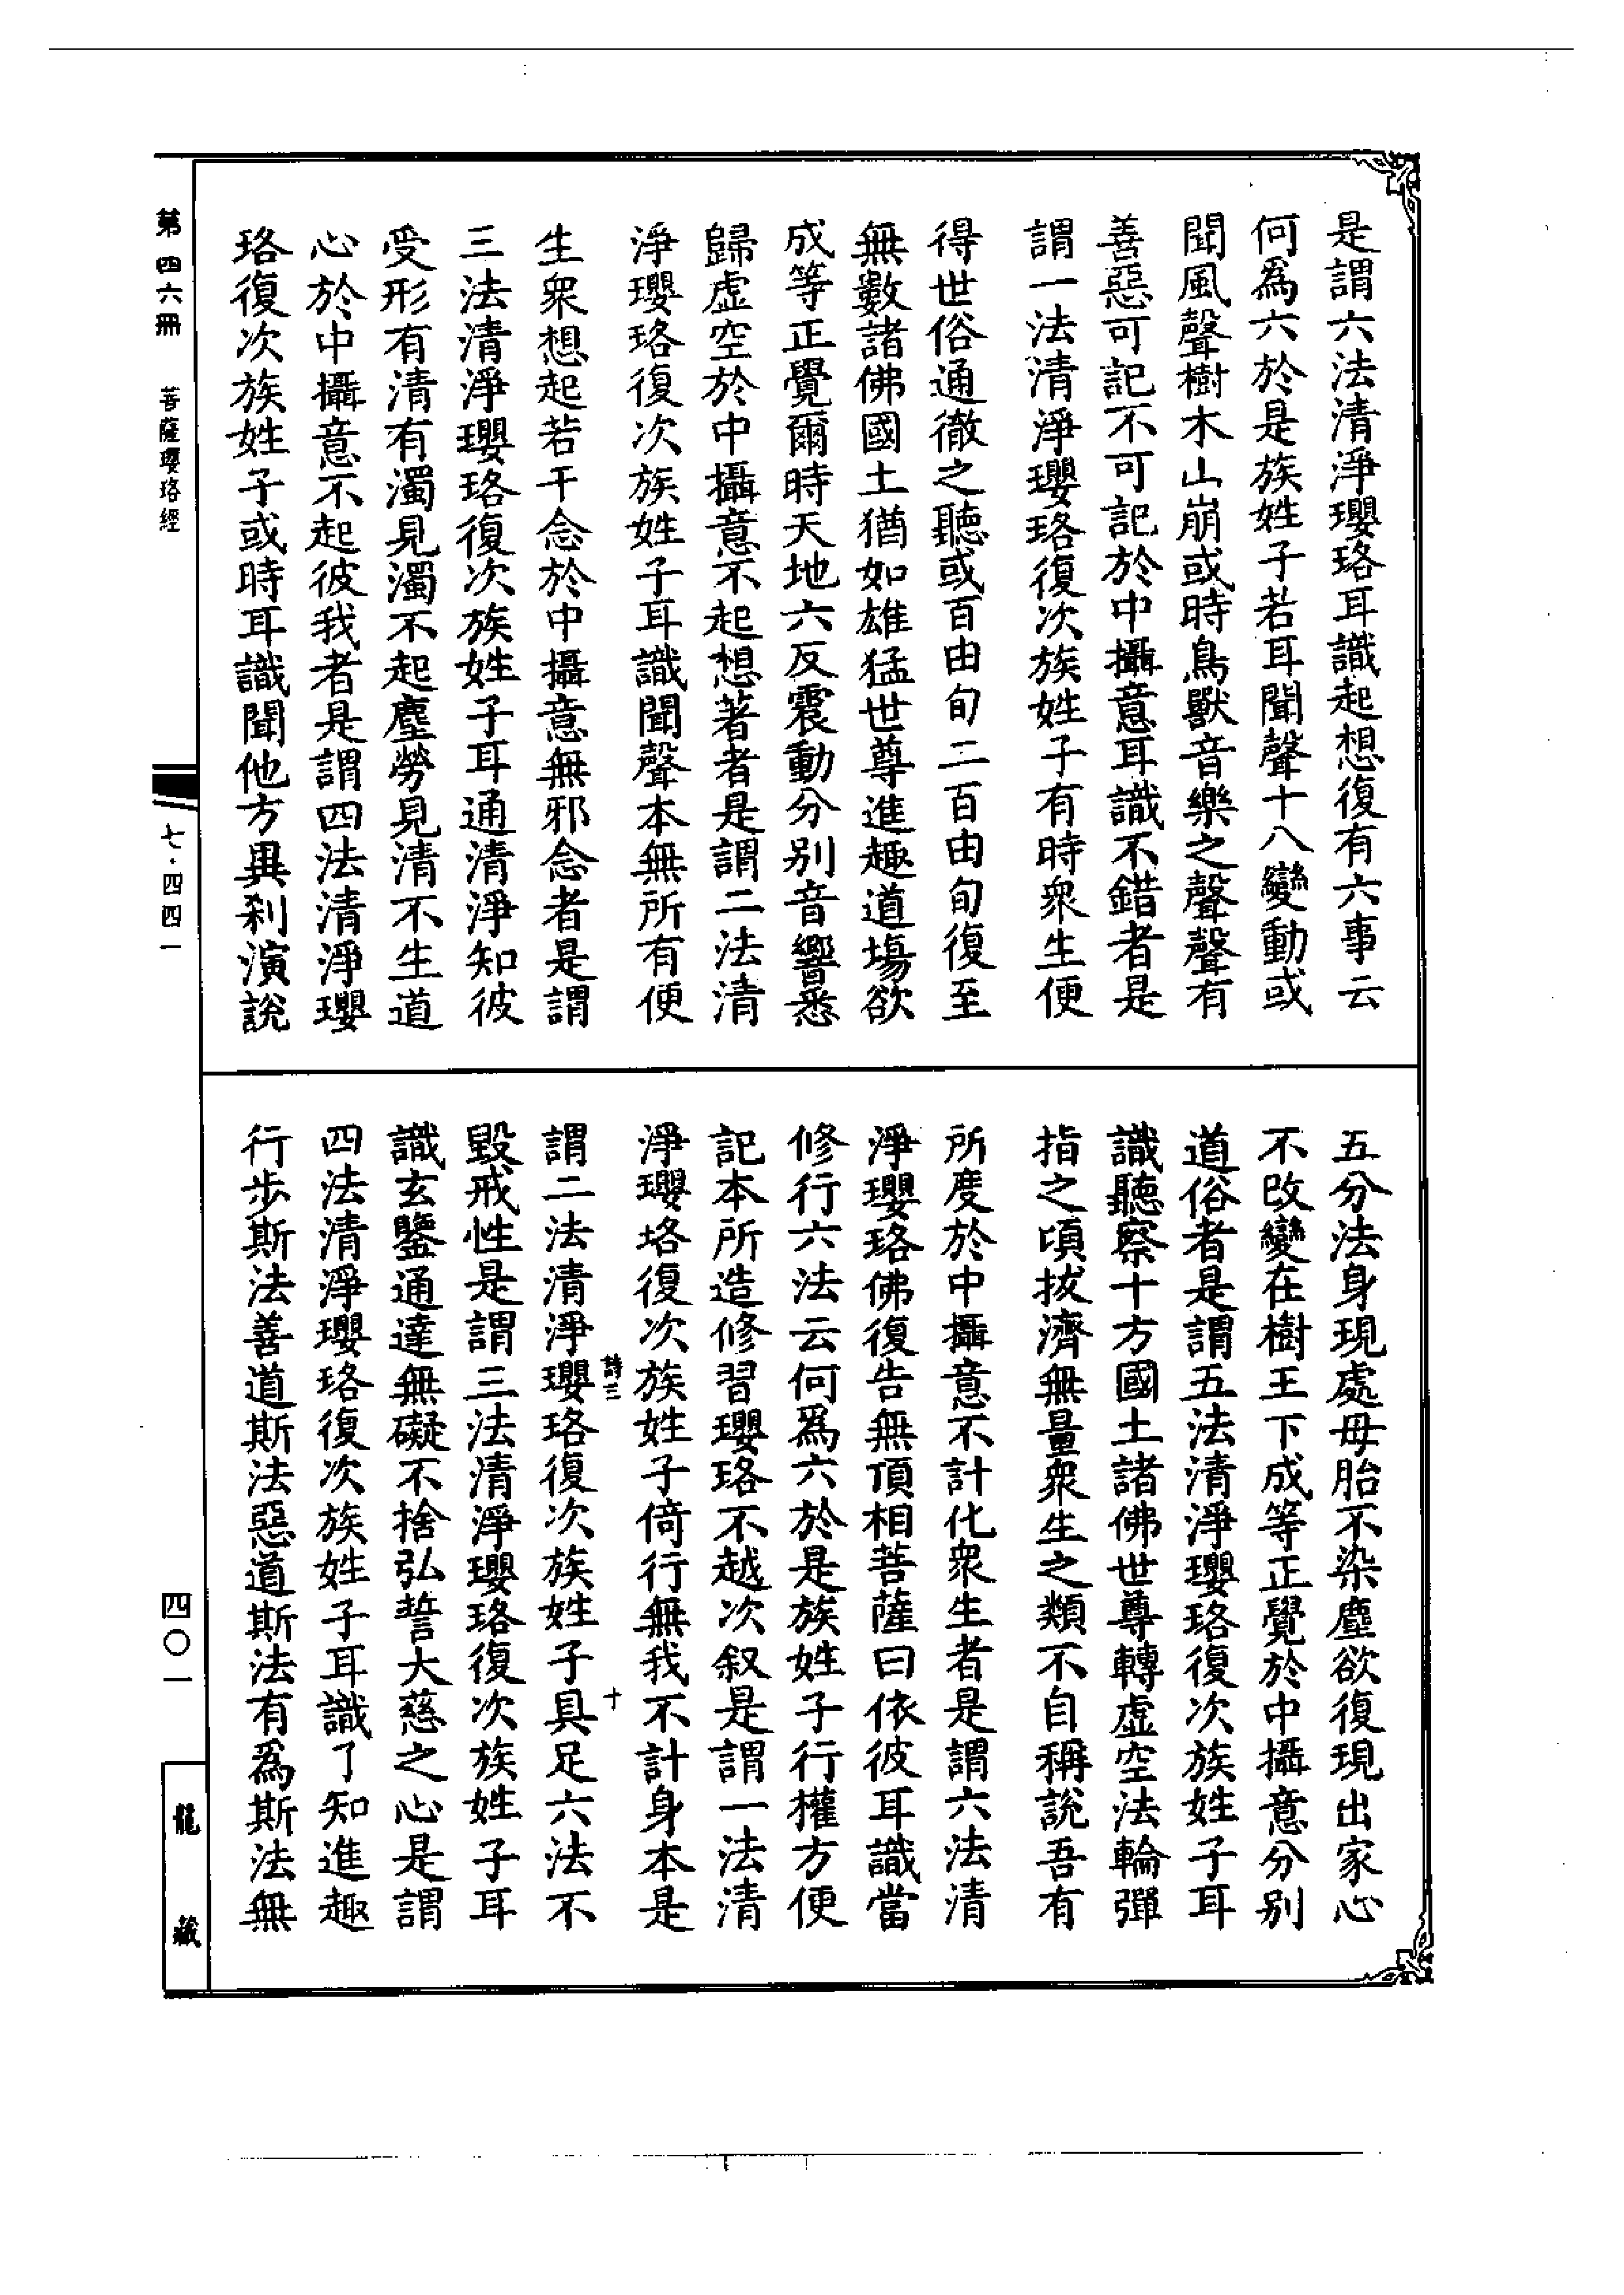 是謂六法清淨瓔珞耳識起想復有六事云
何爲六於是族姓子若耳聞聲十八變動或
聞風聲樹木山崩或時鳥獸音樂之聲聲有
善惡可記不可記於中攝意耳識不錯者是
謂一法清淨瓔珞復次族姓子有時衆生便
得世俗通徹之聽或百由旬二百由旬復至
無數諸佛國土猶如雄猛世尊進趣道場欲
成等正覺爾時天地六反震動分別音響悉
歸虛空於中攝意不起想著者是謂二法清
淨瓔珞復次族姓子耳識聞聲本無所有便
生衆想起若干念於中攝意無邪念者是謂
三法清淨瓔珞復次族姓子耳通清淨知彼
受形有清有濁見濁不起塵勞見清不生道
心於中攝意不起彼我者是謂四法清淨瓔
珞復次族姓子或時耳識聞他方異剎演說
五分法身現處母胎不染塵欲復現出家心
不改變在樹王下成等正覺於中攝意分別
道俗者是謂五法清淨瓔珞復次族姓子耳
識聽察十方國土諸佛世尊轉虛空法輪彈
指之頃拔濟無量衆生之類不自稱說吾有
所度於中攝意不計化衆生者是謂六法清
淨瓔珞佛復告無頂相菩薩曰依彼耳識當
修行六法云何爲六於是族姓子行權方便
記本所造修習瓔珞不越次叙是謂一法清
淨瓔珞復次族姓子倚行無我不計身本是
詩三
十
謂二法清淨瓔珞復次族姓子具足六法不
毀戒性是謂三法清淨瓔珞復次族姓子耳
識玄鑒通達無礙不捨弘誓大慈之心是謂
四法清淨瓔珞復次族姓子耳識了知進趣
行步斯法善道斯法惡道斯法有爲斯法無
第四六冊
菩薩瓔珞經
七·四四一
四〇一
龍藏